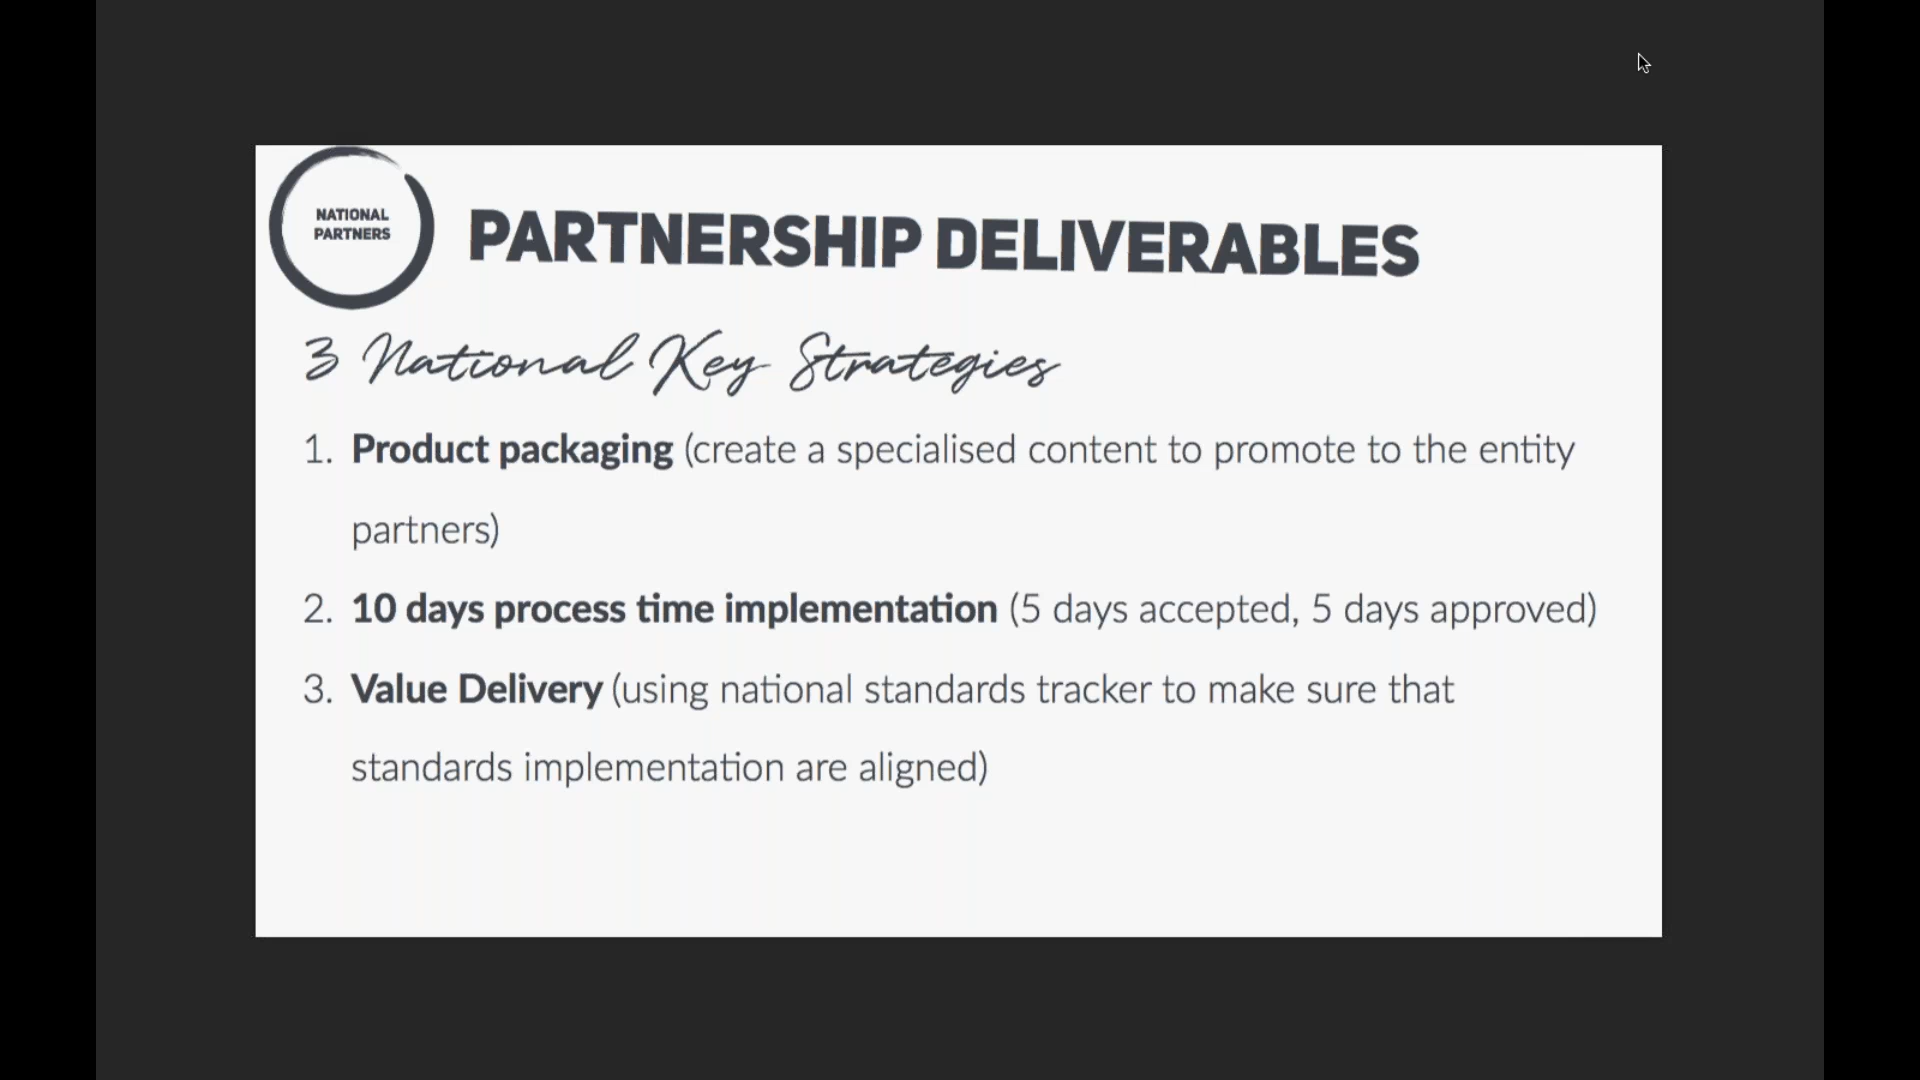 NATIONAL
PARTNERS
PARTNERSHIP DELIVERABLES
3 National Key Strategies
1. Product packaging (create a specialised content to promote to the entity
partners)
2. 10 days process time implementation (5 days accepted, 5 days approved)
3. Value Delivery (using national standards tracker to make sure that
standards implementation are aligned)